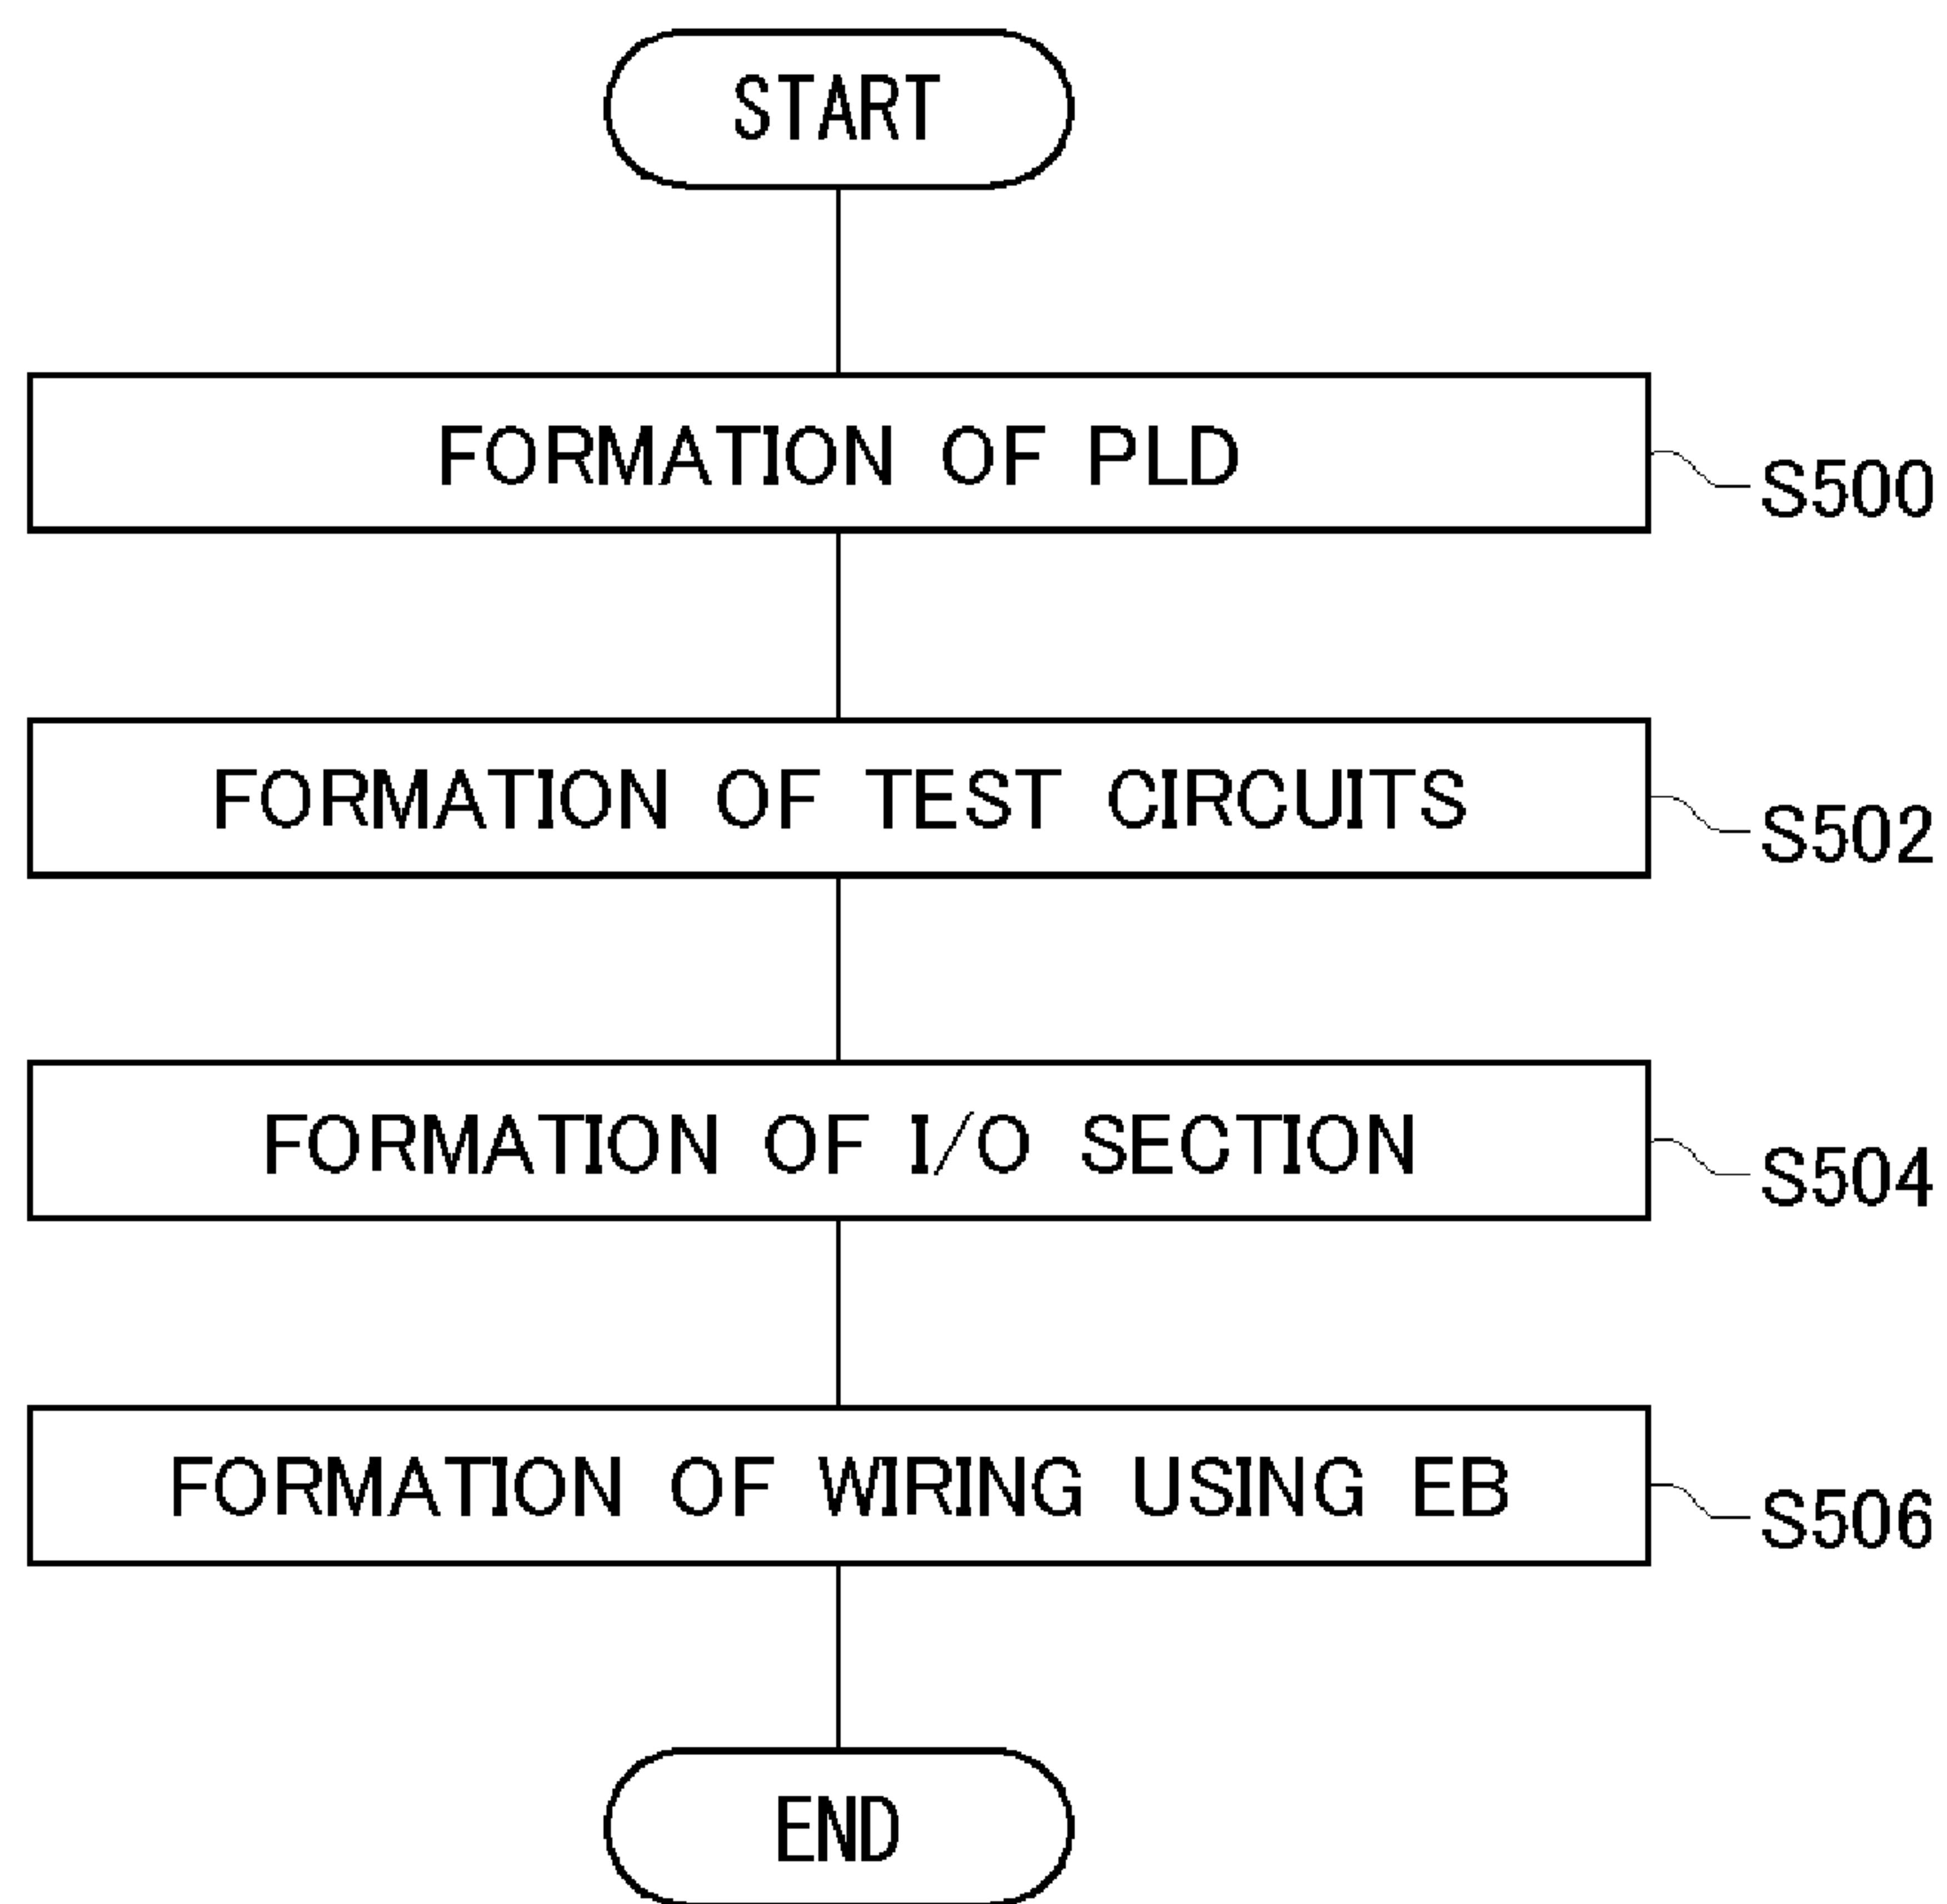 START
FORMATION OF PLD
S500
FORMATION OF TEST CIRCUITS
S502
FORMATION OF I/O SECTION
S504
FORMATION OF WIRING USING EB
S506
END